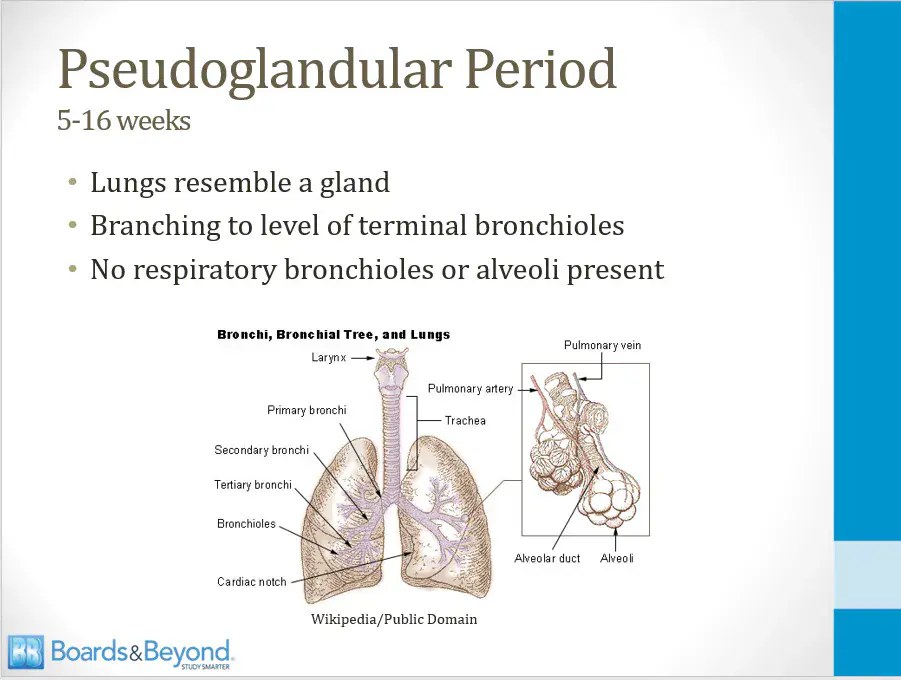 Pseudoglandular Period
5-16 weeks
• Lungs resemble a gland
• Branching to level of terminal bronchioles
• No respiratory bronchioles or alveoli present
Bronchi, Bronchial Tree, and Lungs
Larynx
Primary bronchi
Trachea
Secondary bronchi
Tertiary bronchi
Bronchioles
Cardiac notch
Pulmonary vein
Pulmonary artery
Alveolar duct
Alveoli
Wikipedia/Public Domain
BB
Boards&Beyond.
STUDY SMARTER